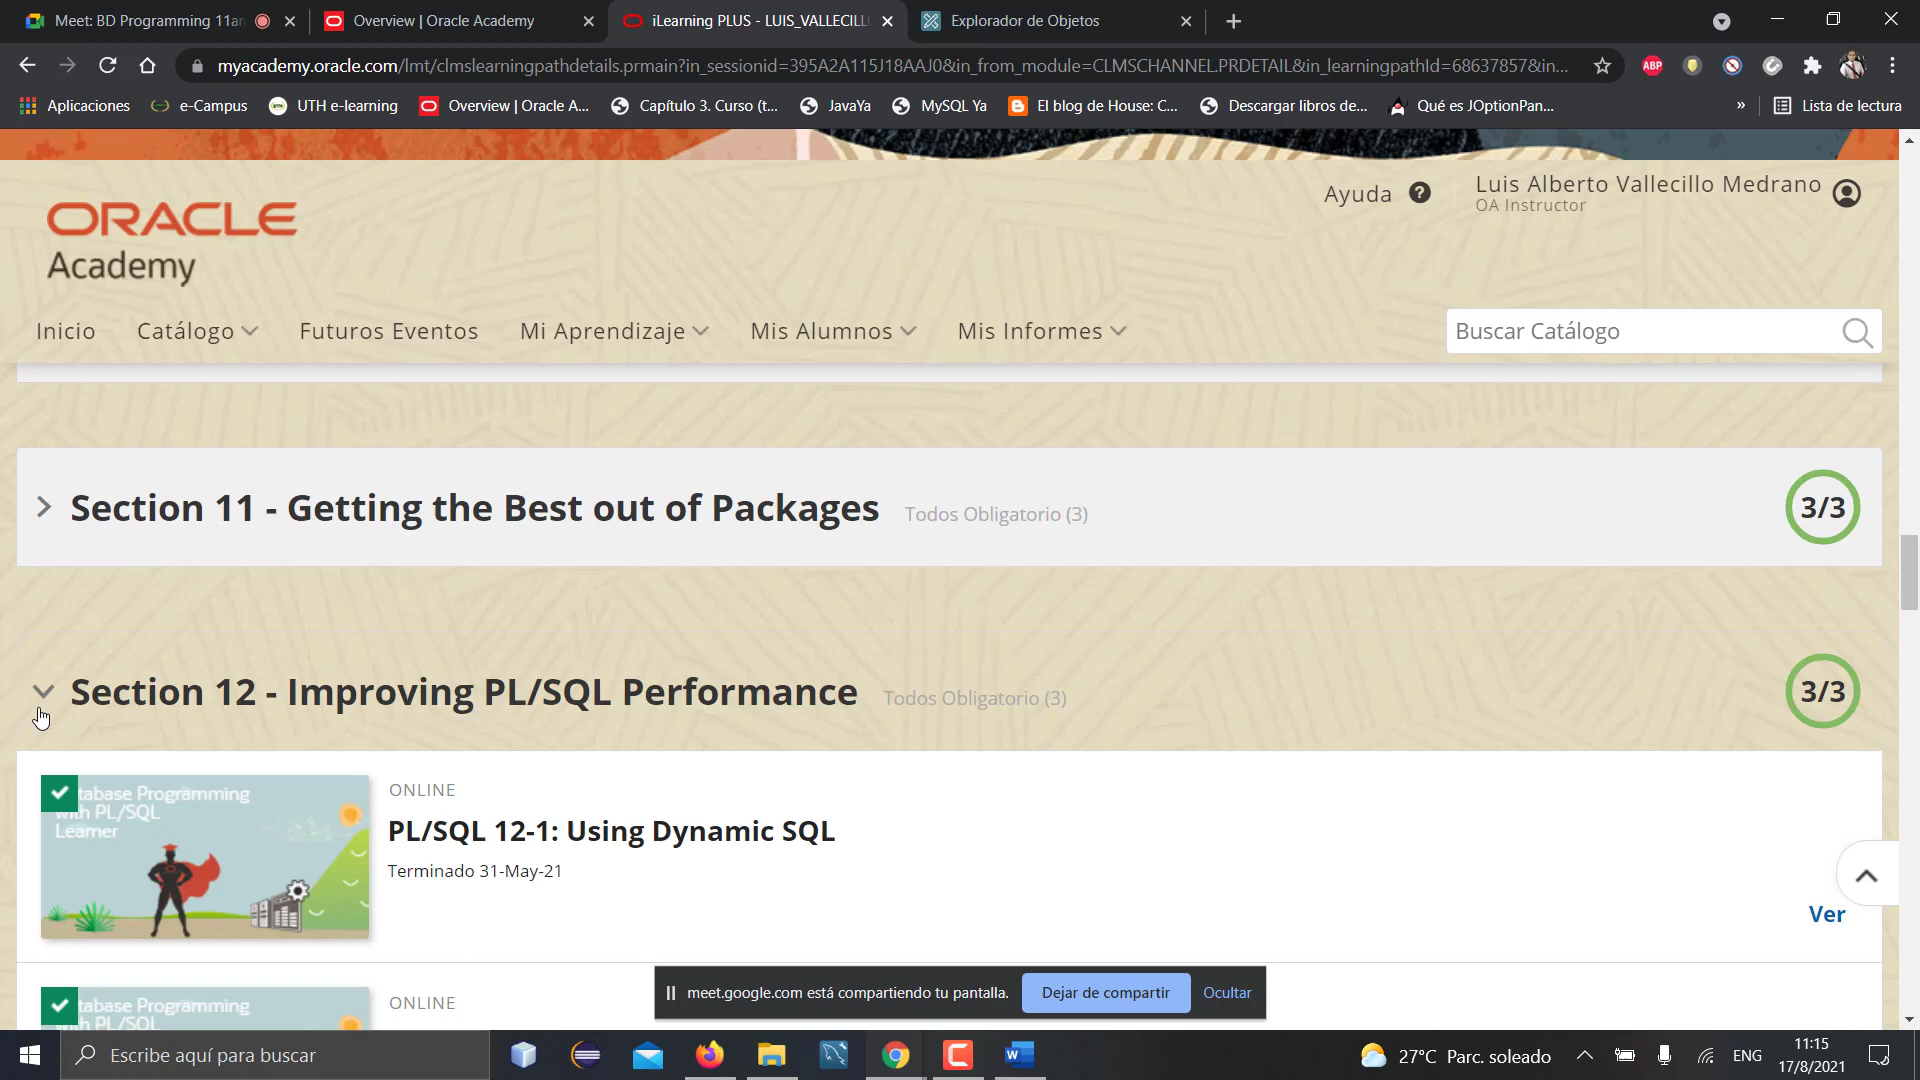 Meet: BD Programming 11am
Overview | Oracle Academy
iLearning PLUS - LUIS_VALLECILLO
Explorador de Objetos
myacademy.oracle.com/lmt/clmslearningpathdetails.prmain?in_sessionid=395A2A115J18AAJ0&in_from_module=CLMSCHANNEL.PRDETAIL&in_learningpathId=68637857&in...
ABP
Aplicaciones
e-Campus
UTH e-learning
Overview | Oracle A...
Capítulo 3. Curso (t...
JavaYa
MySQL Ya
El blog de House: C...
Descargar libros de...
Qué es JOptionPan...
»
Lista de lectura
ORACLE
Academy
Ayuda ?
Luis Alberto Vallecillo Medrano
OA Instructor
Inicio
Catálogo
Futuros Eventos
Mi Aprendizaje
Mis Alumnos
Mis Informes
Buscar Catálogo
Section 11 - Getting the Best out of Packages Todos Obligatorio (3)
3/3
Section 12 - Improving PL/SQL Performance Todos Obligatorio (3)
3/3
tabase Programming
with PL/SQL
Learner
ONLINE
PL/SQL 12-1: Using Dynamic SQL
Terminado 31-May-21
Ver
tabase Programming
with PL/SQL
ONLINE
meet.google.com está compartiendo tu pantalla.
Dejar de compartir
Ocultar
Escribe aquí para buscar
27°C Parc. soleado
ENG
11:15
17/8/2021